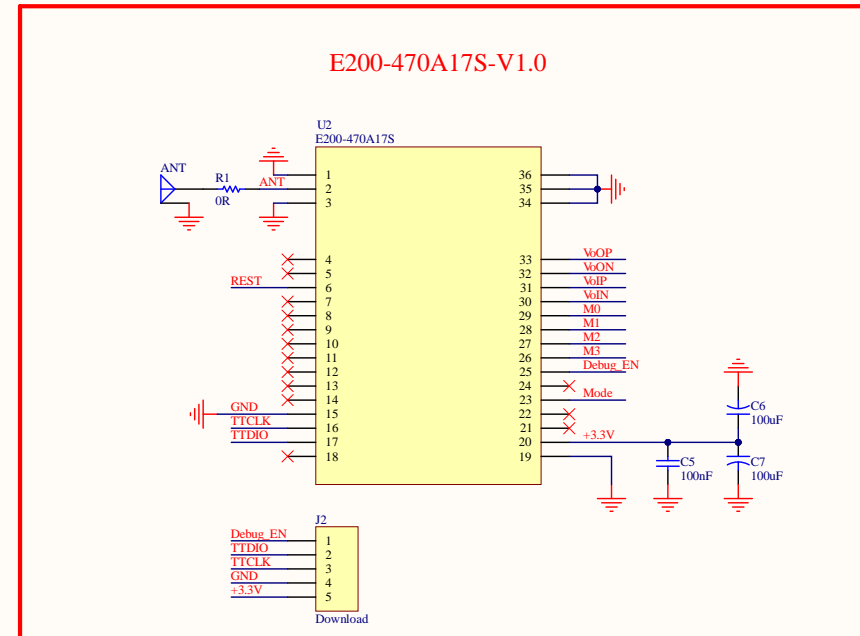 E200-470A17S-V1.0
U2
E200-470A17S
ANT
R1
0R
ANT
1
2
3
36
35
34
4
5
REST
6
7
8
9
10
11
12
13
14
GND
15
TTCLK
16
TTDIO
17
18
33
VoOP
32
VoON
31
VoIP
30
VoIN
29
M0
28
M1
27
M2
26
M3
25
Debug_EN
24
23
Mode
22
21
20
+3.3V
19
C6
100uF
C5
100nF
C7
100uF
J2
Debug_EN
1
TTDIO
2
TTCLK
3
GND
4
+3.3V
5
Download